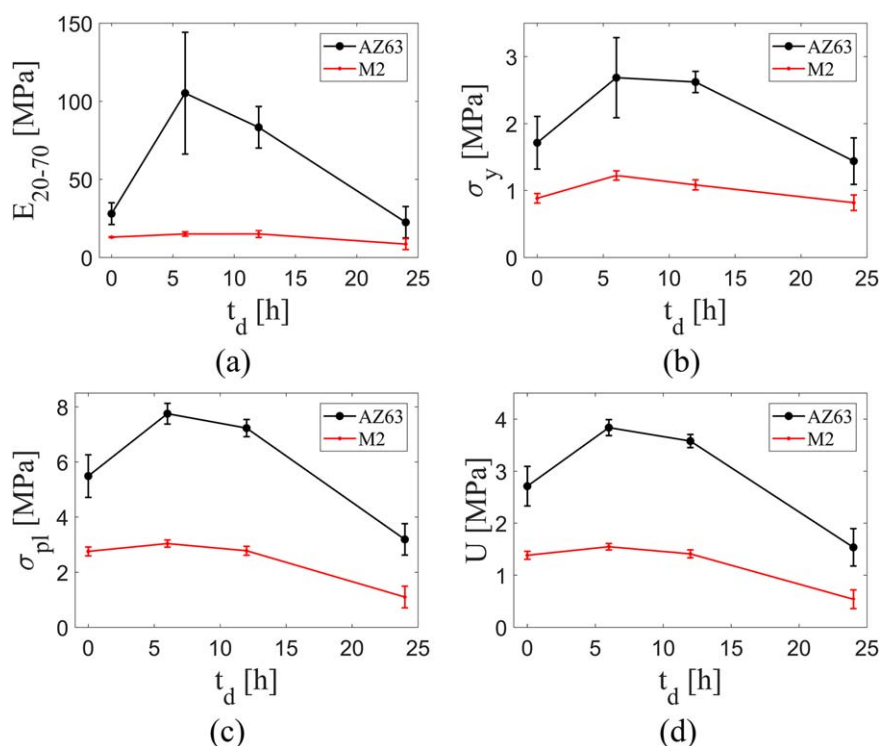 150
100
50
0
E20-70 [MPa]
AZ63
M2
0 5 10 15 20 25
td [h]
(a)
3
2
1
0
σy [MPa]
AZ63
M2
0 5 10 15 20 25
td [h]
(b)
8
6
4
2
0
σpl [MPa]
AZ63
M2
0 5 10 15 20 25
td [h]
(c)
4
3
2
1
0
U [MPa]
AZ63
M2
0 5 10 15 20 25
td [h]
(d)